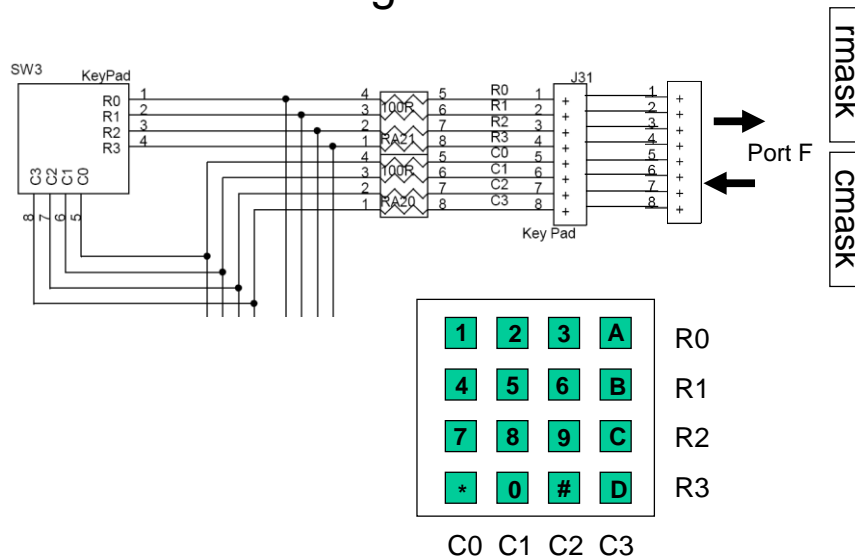 g
rmask
SW3
KeyPad
R0 1
R1 2
R2 3
R3 4
C3 C2 C1 C0
8 7 6 5
4 100R 5 R0 1
3 6 R1 2
2 7 R2 3
1 RA21 8 R3 4
4 100R 5 C0 5
3 6 C1 6
2 7 C2 7
1 RA20 8 C3 8
J31
+
+
+
+
+
+
+
+
Key Pad
1 +
2 +
3 +
4 +
5 +
6 +
7 +
8 +
Port F
cmask
1 2 3 A R0
4 5 6 B R1
7 8 9 C R2
* 0 # D R3
C0 C1 C2 C3